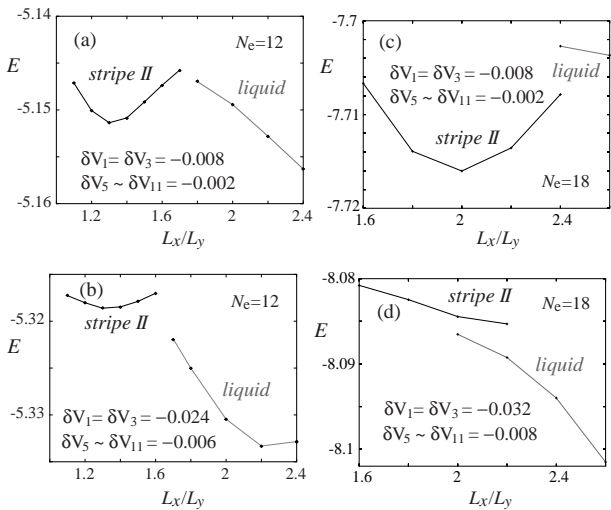 -5.14
(a)
Ne=12
stripe II
E
-5.15
liquid
δV1= δV3= −0.008
δV5 ~ δV11= −0.002
-5.16
1.2
1.6
2
2.4
Lx/Ly
-7.7
(c)
liquid
E
δV1= δV3= −0.008
δV5 ~ δV11= −0.002
-7.71
stripe II
Ne=18
-7.72
1.6
2
2.4
Lx/Ly
(b)
Ne=12
-5.32
stripe II
E
liquid
-5.33
δV1= δV3= −0.024
δV5 ~ δV11= −0.006
1.2
1.6
2
2.4
Lx/Ly
-8.08
stripe II
Ne=18
(d)
E
-8.09
liquid
δV1= δV3= −0.032
δV5 ~ δV11= −0.008
-8.1
1.6
2
2.4
Lx/Ly